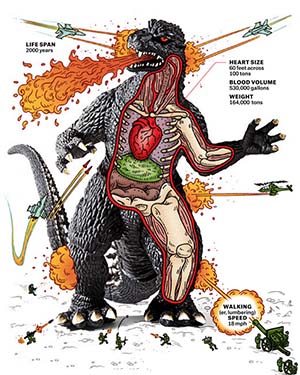 LIFE SPAN
2000 years
HEART SIZE
60 feet across
100 tons
BLOOD VOLUME
530,000 gallons
WEIGHT
164,000 tons
WALKING
(er, lumbering)
SPEED
18 mph